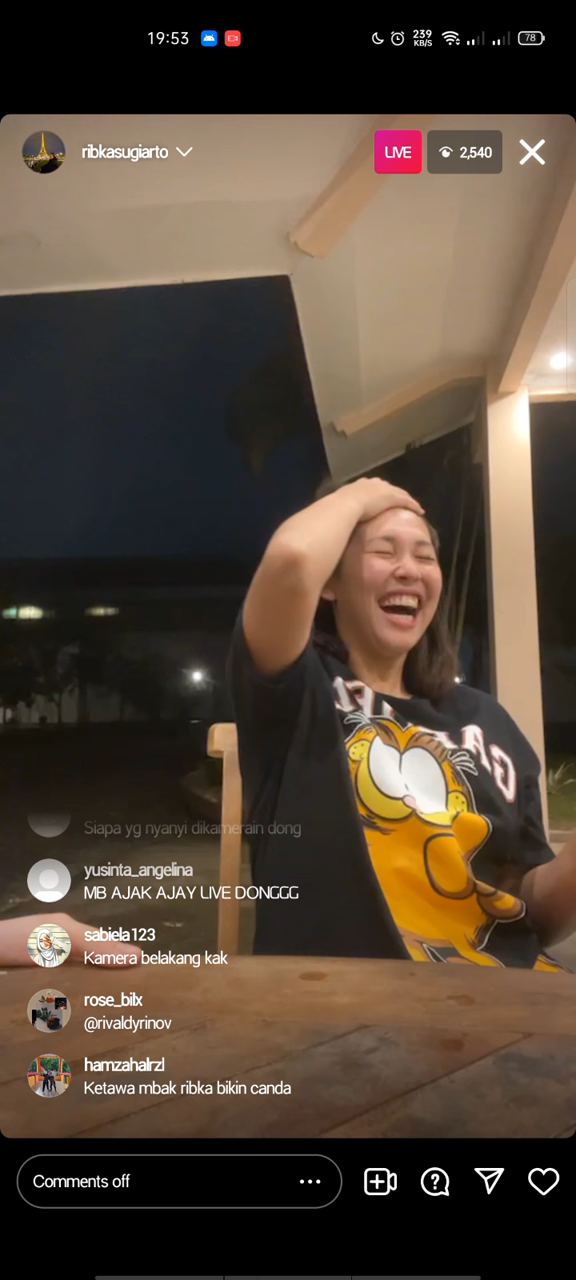 19:53
239
KB/S
78
ribkasugiarto
LIVE
2,540
GA
Siapa yg nyanyi dikamerain dong
yusinta_angelina
MB AJAK AJAY LIVE DONGGG
sabiela123
Kamera belakang kak
rose_bilx
@rivaldyrinov
hamzahalrzl
Ketawa mbak ribka bikin canda
Comments off